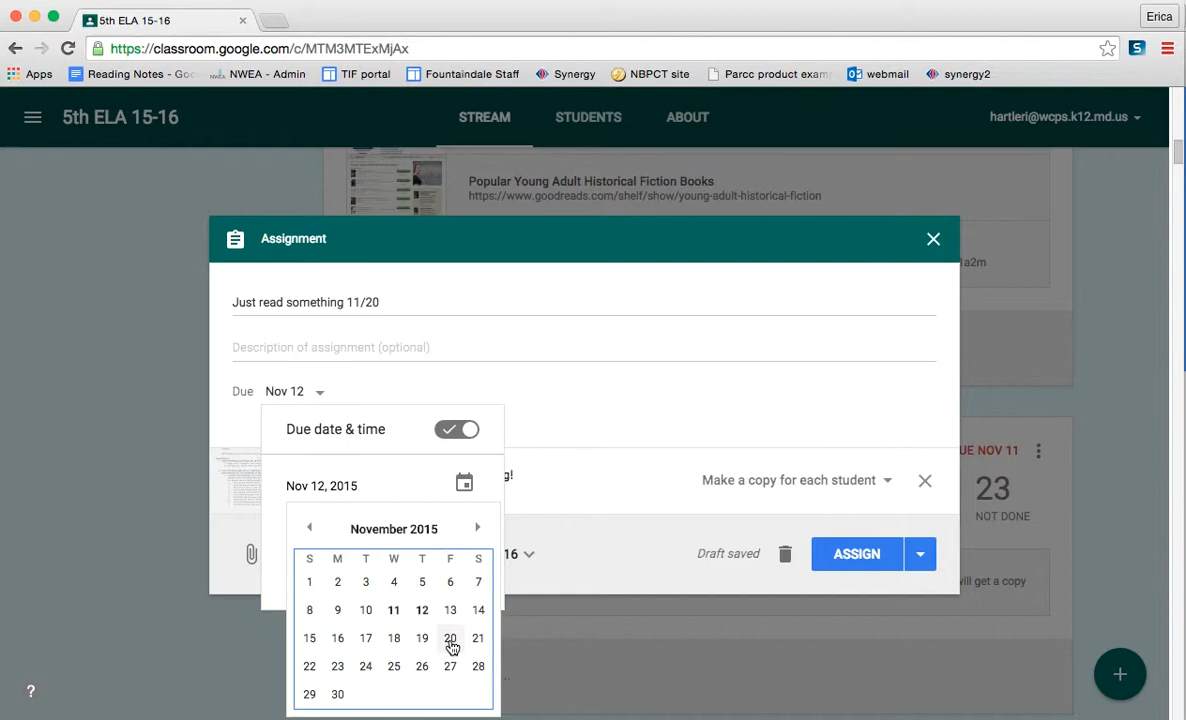 5th ELA 15-16
Erica
https://classroom.google.com/c/MTM3MTExMjAx
Apps Reading Notes - Goo NWEA - Admin TIF portal Fountaindale Staff Synergy NBPCT site Parcc product exam webmail synergy2
5th ELA 15-16 STREAM STUDENTS ABOUT hartleri@wcps.k12.md.us
Popular Young Adult Historical Fiction Books
https://www.goodreads.com/shelf/show/young-adult-historical-fiction
Assignment
1a2m
Just read something 11/20
Description of assignment (optional)
Due Nov 12
Due date & time
UE NOV 11
g!
Make a copy for each student
Nov 12, 2015
23
NOT DONE
November 2015
16
Draft saved
ASSIGN
S M T W T F S
1 2 3 4 5 6 7
will get a copy
8 9 10 11 12 13 14
15 16 17 18 19 20 21
22 23 24 25 26 27 28
29 30
?